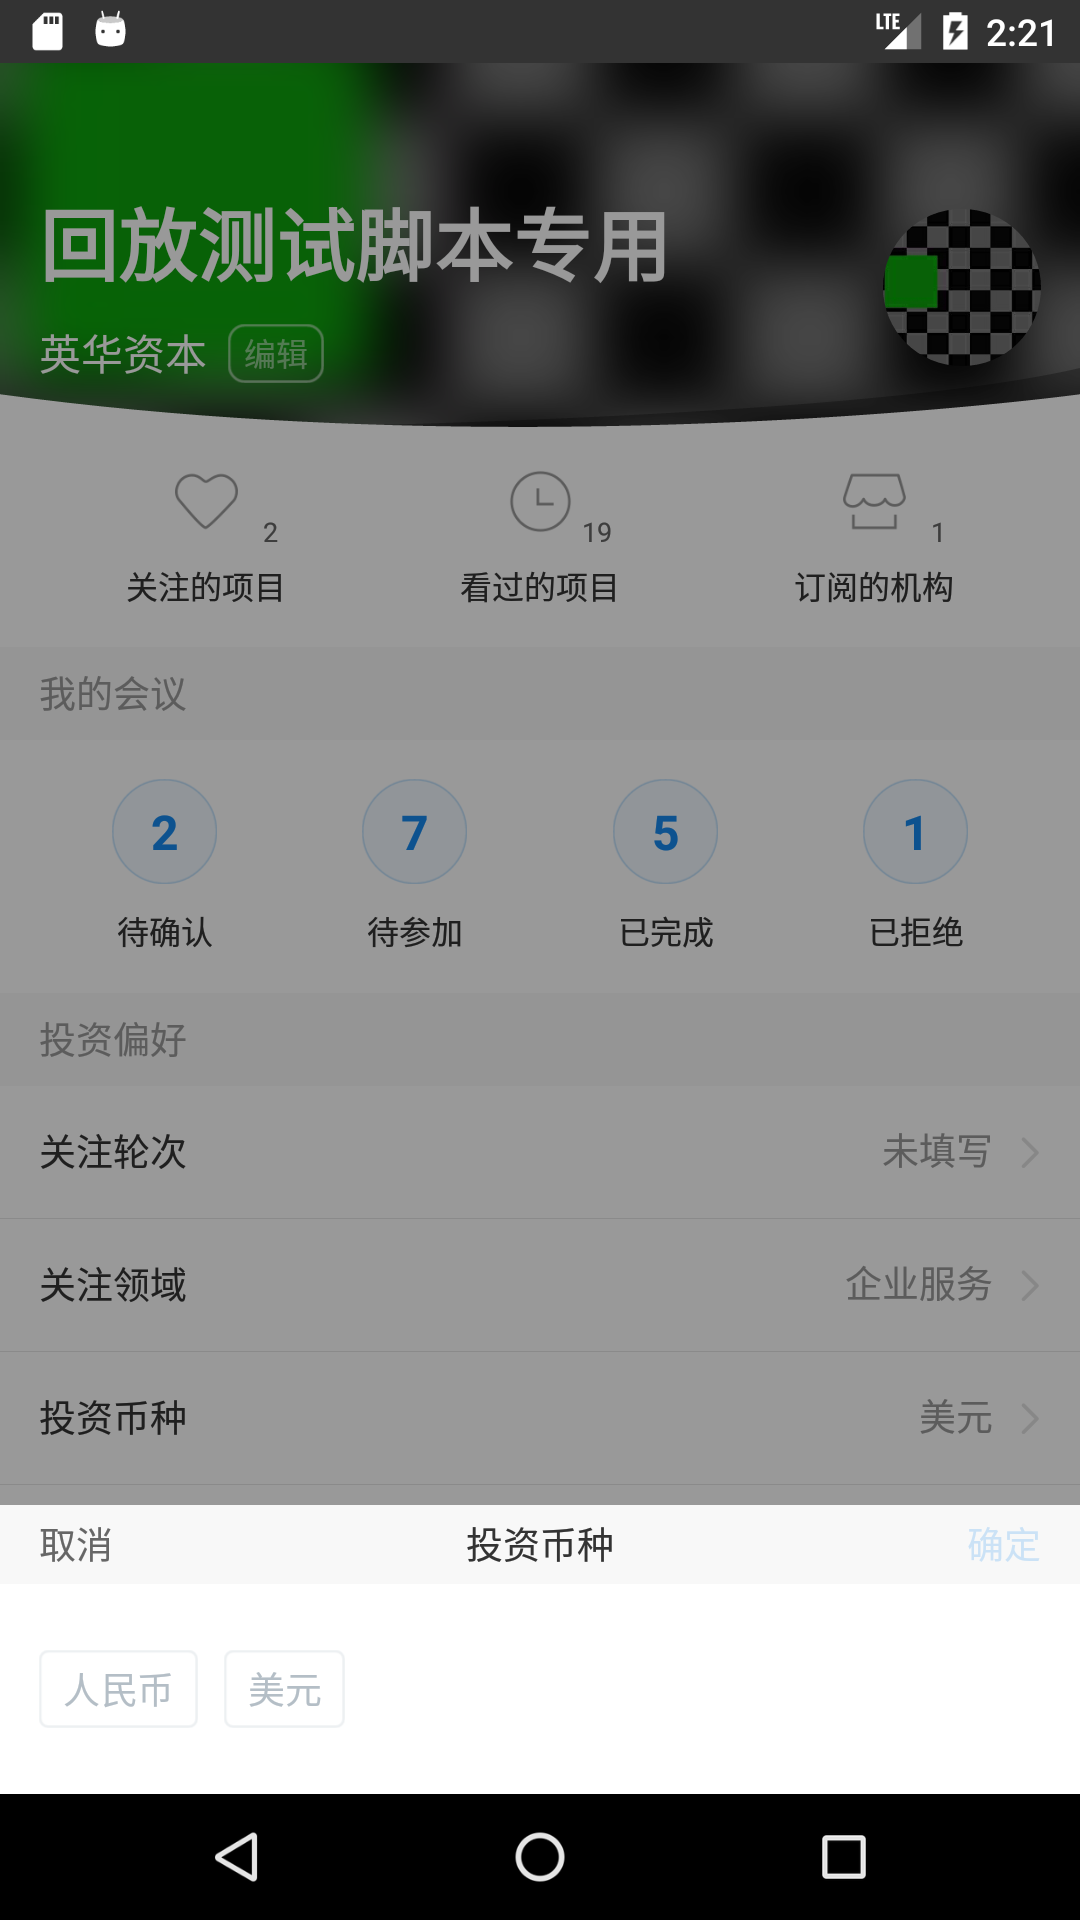 LTE 2:21
回放测试脚本专用
英华资本 编辑
2 19 1
关注的项目 看过的项目 订阅的机构
我的会议
2 7 5 1
待确认 待参加 已完成 已拒绝
投资偏好
关注轮次 未填写
关注领域 企业服务
投资币种 美元
取消 投资币种 确定
人民币 美元